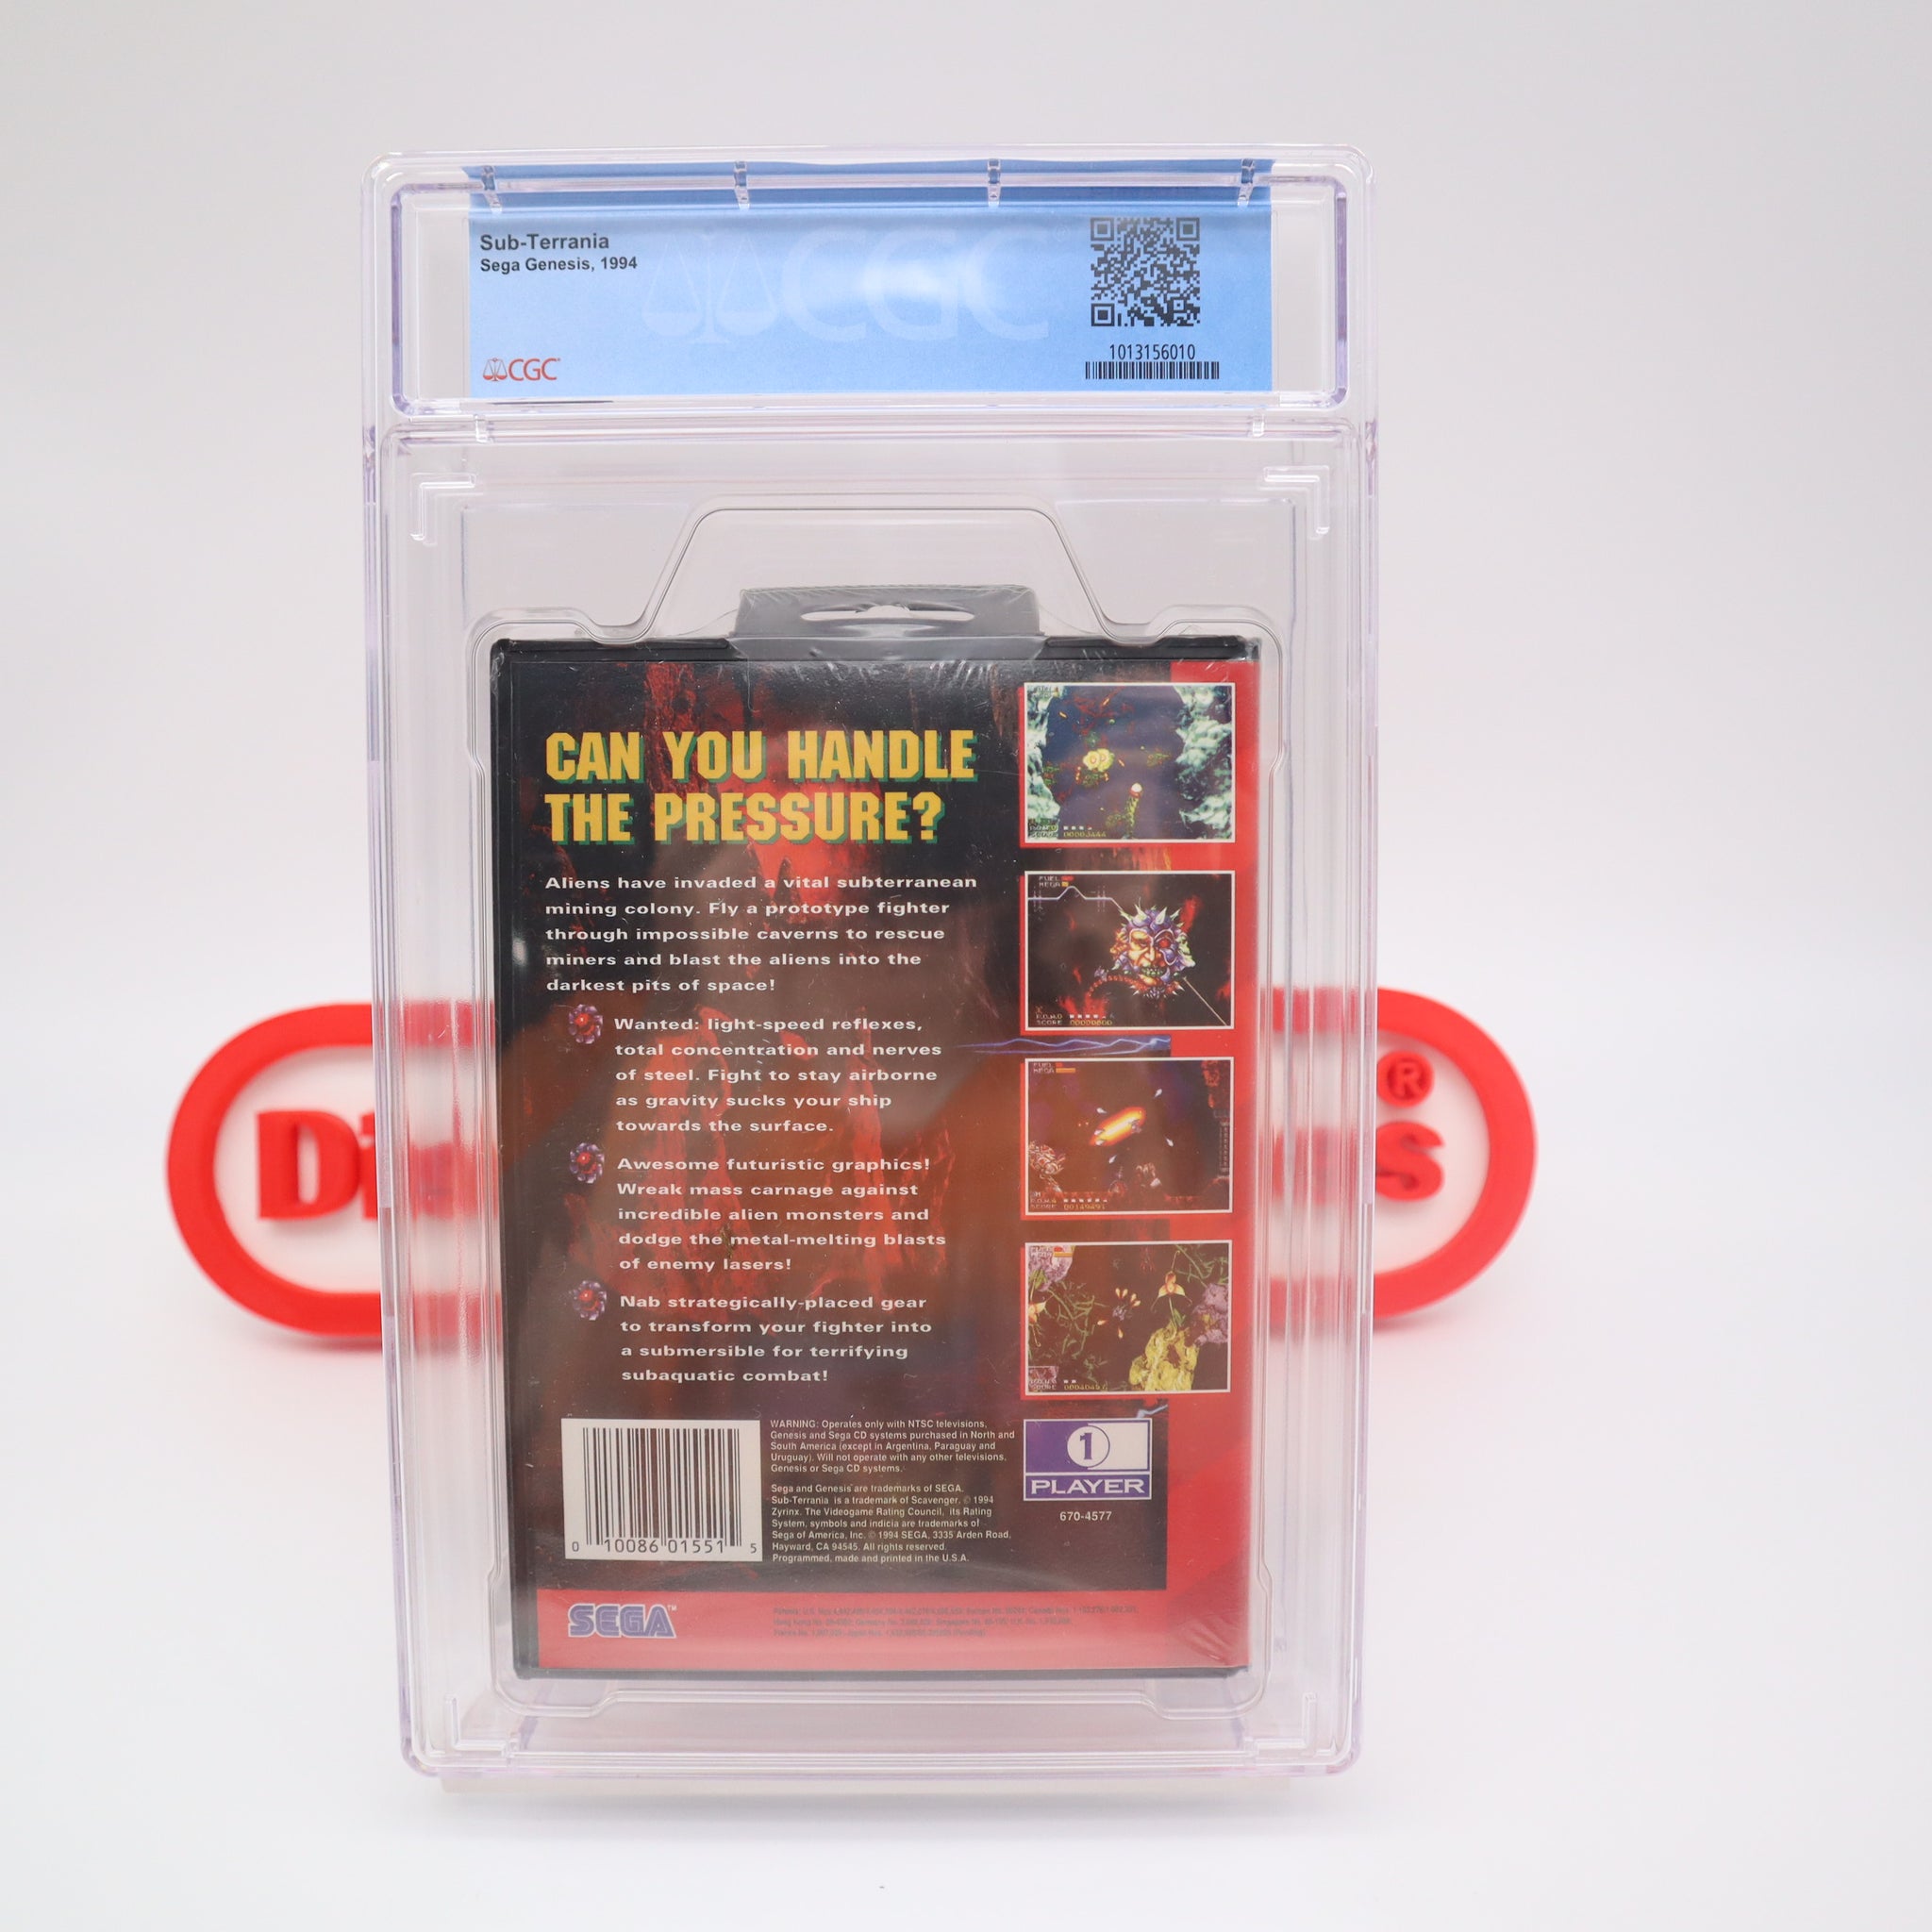 Sub-Terrania
Sega Genesis, 1994
CGC
CGC
1013156010
CAN YOU HANDLE
THE PRESSURE?
Aliens have invaded a vital subterranean
mining colony. Fly a prototype fighter
through impossible caverns to rescue
miners and blast the aliens into the
darkest pits of space!
Wanted: light-speed reflexes,
total concentration and nerves
of steel. Fight to stay airborne
as gravity sucks your ship
towards the surface.
Awesome futuristic graphics!
Wreak mass carnage against
incredible alien monsters and
dodge the metal-melting blasts
of enemy lasers!
Nab strategically-placed gear
to transform your fighter into
a submersible for terrifying
subaquatic combat!
FUEL
MEGA
SCORE
FUEL
MEGA
SCORE
0 10086 01551 5
WARNING: Operates only with NTSC televisions,
Genesis and Sega CD systems purchased in North and
South America (except in Argentina, Paraguay and
Uruguay). Will not operate with any other televisions,
Genesis or Sega CD systems.
Sega and Genesis are trademarks of SEGA.
Sub-Terrania is a trademark of Scavenger. © 1994
Zyrinx. The Videogame Rating Council, its Rating
System, symbols and indicia are trademarks of
Sega of America, Inc. © 1994 SEGA, 3335 Arden Road,
Hayward, CA 94545. All rights reserved.
Programmed, made and printed in the U.S.A.
1
PLAYER
670-4577
SEGA™
®
S